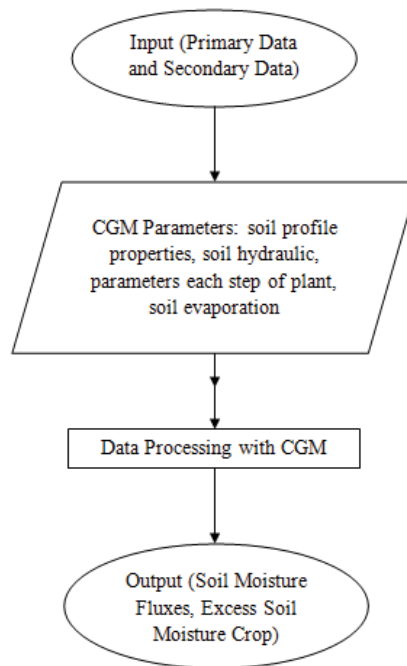 Input (Primary Data
and Secondary Data)
CGM Parameters: soil profile
properties, soil hydraulic,
parameters each step of plant,
soil evaporation
Data Processing with CGM
Output (Soil Moisture
Fluxes, Excess Soil
Moisture Crop)